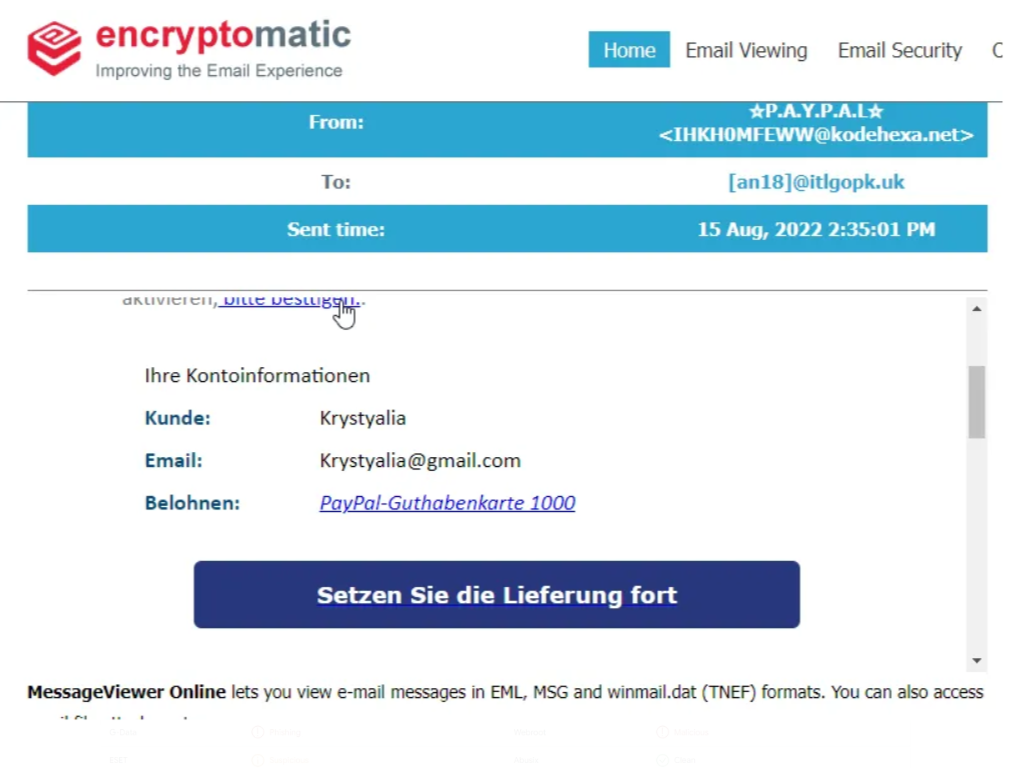 encryptomatic
Improving the Email Experience
Home Email Viewing Email Security
From: ☆P.A.Y.P.A.L☆
<IHKH0MFEWW@kodehexa.net>
To: [an18]@itlgopk.uk
Sent time: 15 Aug, 2022 2:35:01 PM
aktivieren, bitte besttigen..
Ihre Kontoinformationen
Kunde: Krystyalia
Email: Krystyalia@gmail.com
Belohnen: PayPal-Guthabenkarte 1000
Setzen Sie die Lieferung fort
MessageViewer Online lets you view e-mail messages in EML, MSG and winmail.dat (TNEF) formats. You can also access